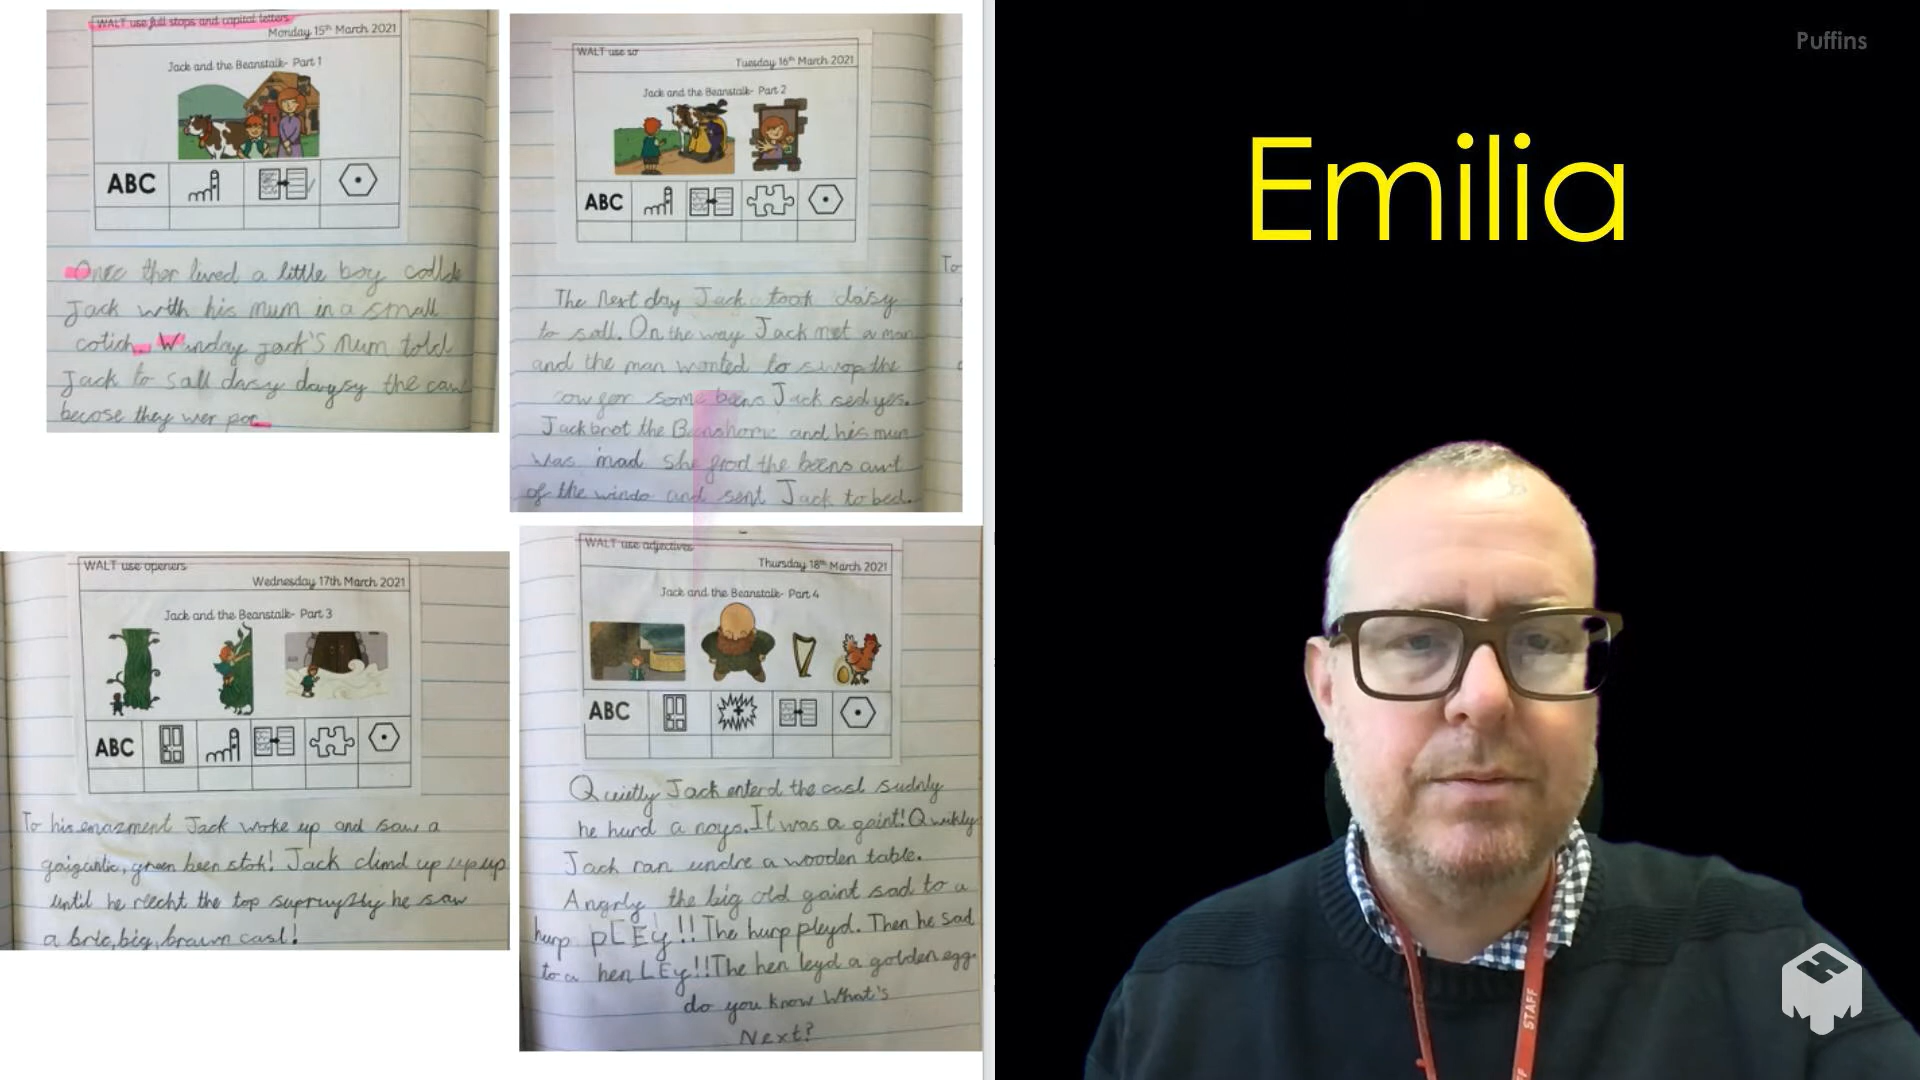 WALT use full stops and capital letters
Monday 15th March 2021
Jack and the Beanstalk- Part 1
ABC
Once ther lived a little boy collde
Jack with his mum in a small
cotich. Wunday Jack's Mum told
Jack to sall daisy daysy the caw
becose they wer por.
WALT use so
Tuesday 16th March 2021
Jack and the Beanstalk- Part 2
ABC
The Next day Jack took daisy
to sall. On the way Jack met a man
and the man wonted to swop the
cow for some beens Jack sed yes.
Jack brot the Beens home and his mum
was mad she frod the beens awt
of the windo and sent Jack to bed.
To
WALT use openers
Wednesday 17th March 2021
Jack and the Beanstalk- Part 3
ABC
To his emazment Jack woke up and saw a
gaigantic, green been stok! Jack climd up up up
until he reecht the top he saw
a bric, big, brawn casl!
WALT use adjectives
Thursday 18th March 2021
Jack and the Beanstalk- Part 4
ABC
Quietly Jack enterd the casl sudnly
he hurd a noys. It was a gaint! Qwikly
Jack ran undre a wooden table.
Angrly the big old gaint sad to a
hurp pLEy!! The hurp pleyd. Then he sad
to a hen LEy!! The hen leyd a golden egg.
do you know What's
Next?
Emilia
Puffins
STAFF